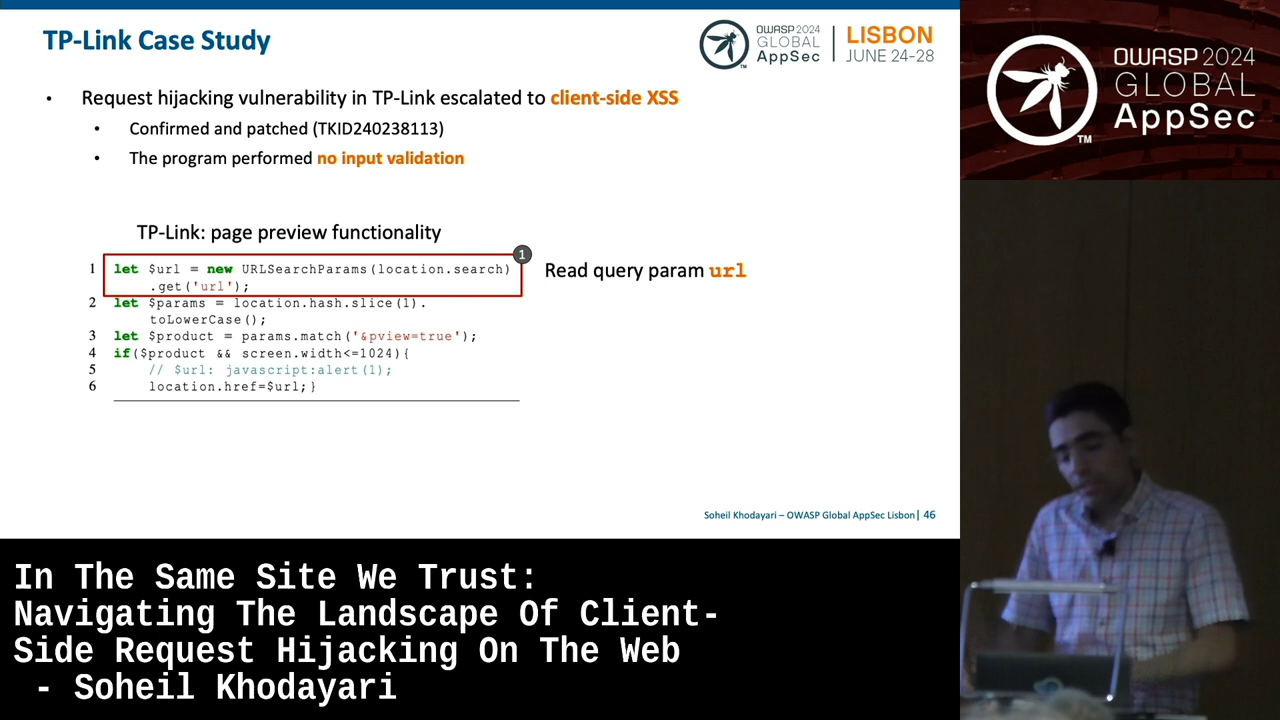 TP-Link Case Study
OWASP 2024
GLOBAL
AppSec
TM
LISBON
JUNE 24-28
• Request hijacking vulnerability in TP-Link escalated to client-side XSS
• Confirmed and patched (TKID240238113)
• The program performed no input validation
TP-Link: page preview functionality
1
1 let $url = new URLSearchParams(location.search)
.get('url');
Read query param url
2 let $params = location.hash.slice(1).
toLowerCase();
3 let $product = params.match('&pview=true');
4 if($product && screen.width<=1024){
5 // $url: javascript:alert(1);
6 location.href=$url;}
Soheil Khodayari – OWASP Global AppSec Lisbon| 46
OWASP 2024
GLOBAL
AppSec
TM
In The Same Site We Trust:
Navigating The Landscape Of Client-
Side Request Hijacking On The Web
- Soheil Khodayari